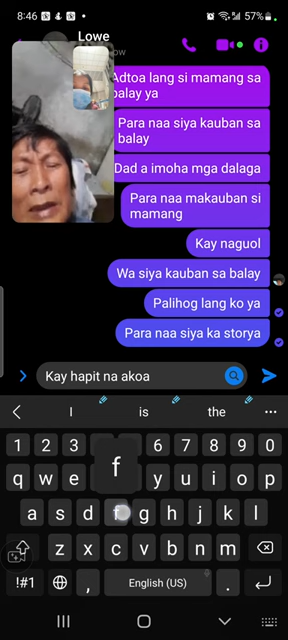 8:46
57%
Lowe
ow
Adtoa lang si mamang sa
balay ya
Para naa siya kauban sa
balay
Dad a imoha mga dalaga
Para naa makauban si
mamang
Kay naguol
Wa siya kauban sa balay
Palihog lang ko ya
Para naa siya ka storya
Kay hapit na akoa
I is the
1 2 3 6 7 8 9 0
f
q w e y u i o p
a s d f g h j k l
z x c v b n m
!#1 , English (US) .